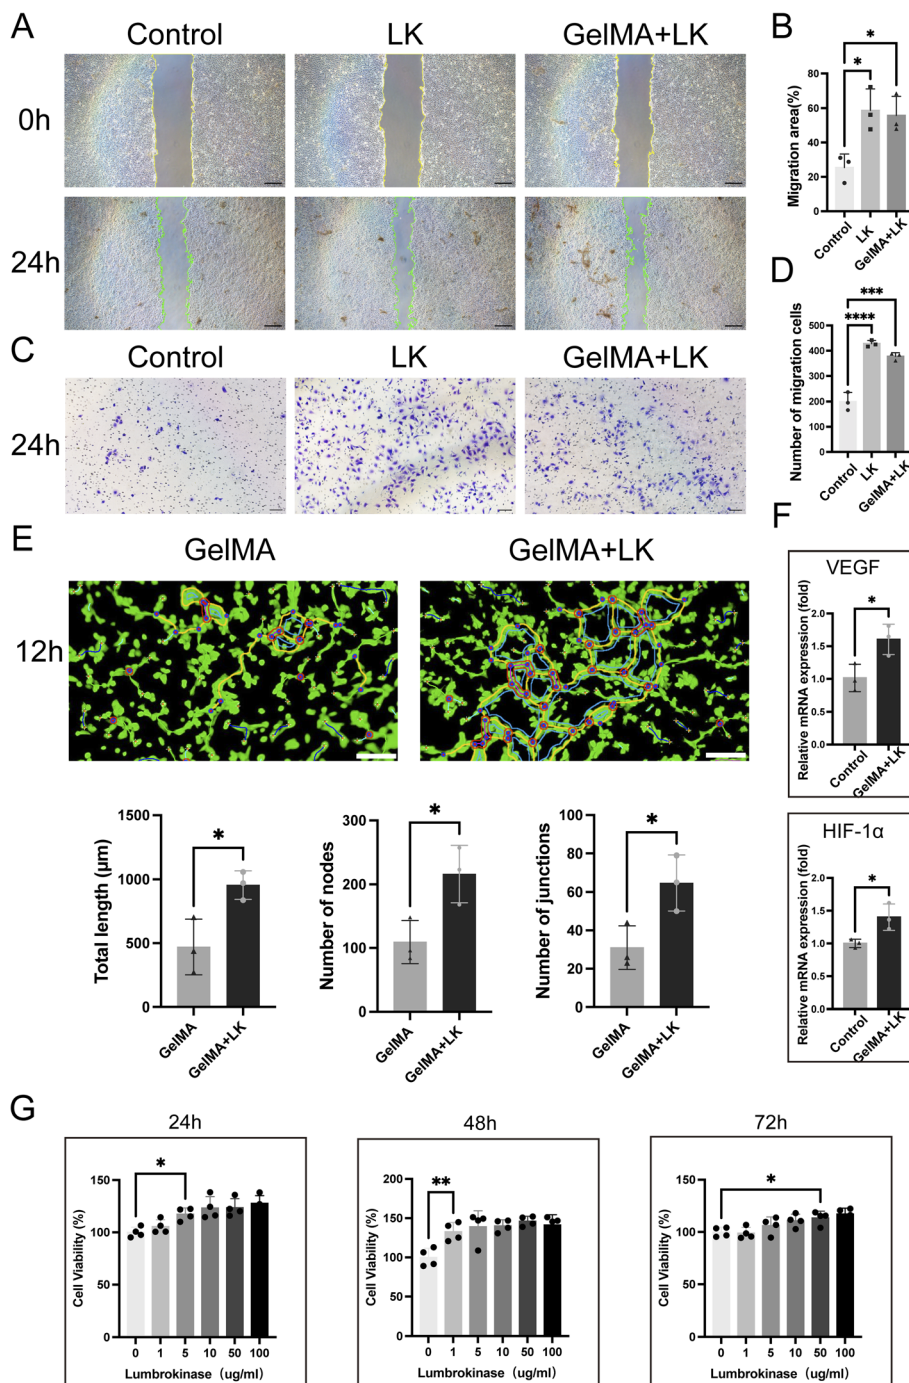 A
Control
LK
GelMA+LK
0h
24h
B
Migration area(%)
80
60
40
20
0
*
*
Control
LK
GelMA+LK
C
Control
LK
GelMA+LK
24h
D
Number of migration cells
500
400
300
200
100
0
***
****
Control
LK
GelMA+LK
E
GelMA
GelMA+LK
12h
Total length (μm)
1500
1000
500
0
*
GelMA
GelMA+LK
Number of nodes
300
200
100
0
*
GelMA
GelMA+LK
Number of junctions
100
80
60
40
20
0
*
GelMA
GelMA+LK
F
VEGF
Relative mRNA expression (fold)
2.0
1.5
1.0
0.5
0.0
*
Control
GelMA+LK
HIF-1α
Relative mRNA expression (fold)
2.0
1.5
1.0
0.5
0.0
*
Control
GelMA+LK
G
24h
Cell Viability (%)
150
100
50
0
*
0 1 5 10 50 100
Lumbrokinase (ug/ml)
48h
Cell Viability (%)
200
150
100
50
0
**
0 1 5 10 50 100
Lumbrokinase (ug/ml)
72h
Cell Viability (%)
150
100
50
0
*
0 1 5 10 50 100
Lumbrokinase (ug/ml)